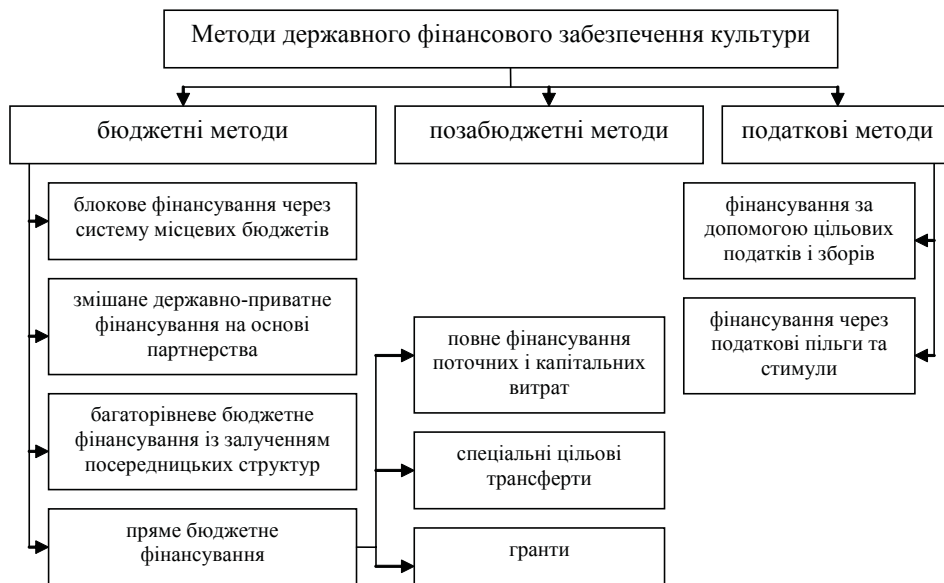 Методи державного фінансового забезпечення культури
бюджетні методи
позабюджетні методи
податкові методи
блокове фінансування через
систему місцевих бюджетів
змішане державно-приватне
фінансування на основі
партнерства
багаторівневе бюджетне
фінансування із залученням
посередницьких структур
пряме бюджетне
фінансування
повне фінансування
поточних і капітальних
витрат
спеціальні цільові
трансферти
гранти
фінансування за
допомогою цільових
податків і зборів
фінансування через
податкові пільги та
стимули